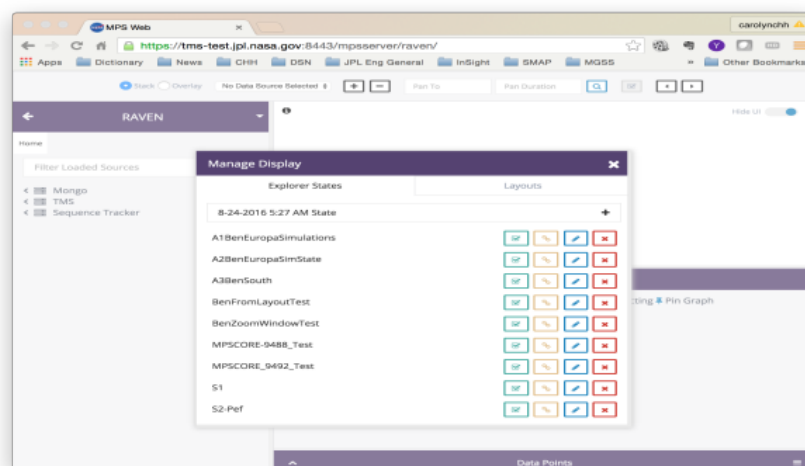 MPS Web
carolynchh
https://tms-test.jpl.nasa.gov:8443/mpsserver/raven/
Apps Dictionary News CHH DSN JPL Eng General InSight SMAP MGSS » Other Bookmarks
Stack Overlay No Data Source Selected + − Pan To Pan Duration
RAVEN
Hide UI
Home
Filter Loaded Sources
Mongo
TMS
Sequence Tracker
Manage Display
Explorer States Layouts
8-24-2016 5:27 AM State
A1BenEuropaSimulations
A2BenEuropaSimState
A3BenSouth
BenFromLayoutTest
cting Pin Graph
BenZoomWindowTest
MPSCORE-9488_Test
MPSCORE_9492_Test
S1
S2-Pef
Data Points